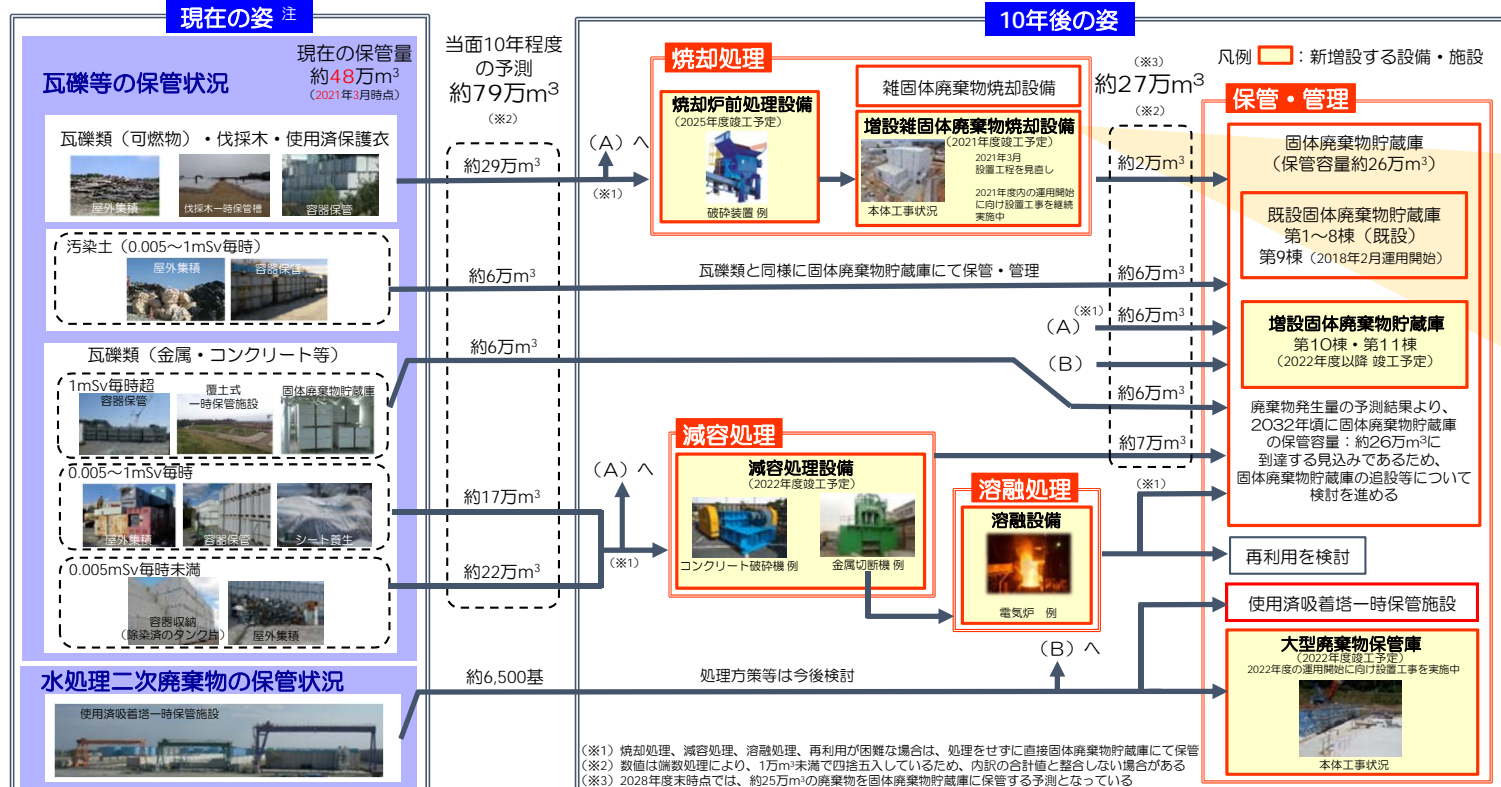 現在の姿 注
現在の保管量
約48万m³
(2021年3月時点)
瓦礫等の保管状況
瓦礫類（可燃物）・伐採木・使用済保護衣
屋外集積
伐採木一時保管槽
容器保管
汚染土（0.005～1mSv毎時）
屋外集積
容器保管
瓦礫類（金属・コンクリート等）
1mSv毎時超
容器保管
覆土式
一時保管施設
固体廃棄物貯蔵庫
0.005～1mSv毎時
屋外集積
容器保管
シート養生
0.005mSv毎時未満
容器収納
（除染済のタンク片）
屋外集積
水処理二次廃棄物の保管状況
使用済吸着塔一時保管施設
当面10年程度
の予測
約79万m³
（※2）
約29万m³
約6万m³
約6万m³
約17万m³
約22万m³
約6,500基
10年後の姿
凡例 ：新増設する設備・施設
（A）へ
（※1）
焼却処理
焼却炉前処理設備
（2025年度竣工予定）
破砕装置 例
雑固体廃棄物焼却設備
増設雑固体廃棄物焼却設備
（2021年度竣工予定）
2021年3月
設置工程を見直し
2021年度内の運用開始
に向け設置工事を継続
実施中
本体工事状況
瓦礫類と同様に固体廃棄物貯蔵庫にて保管・管理
（A）へ
（※1）
減容処理
減容処理設備
（2022年度竣工予定）
コンクリート破砕機 例
金属切断機 例
溶融処理
溶融設備
電気炉 例
（B）へ
処理方策等は今後検討
（※3）
約27万m³
（※2）
約2万m³
約6万m³
（A）
（※1）
約6万m³
（B）
約6万m³
約7万m³
（※1）
保管・管理
固体廃棄物貯蔵庫
（保管容量約26万m³）
既設固体廃棄物貯蔵庫
第1～8棟（既設）
第9棟（2018年2月運用開始）
増設固体廃棄物貯蔵庫
第10棟・第11棟
（2022年度以降 竣工予定）
廃棄物発生量の予測結果より、
2032年頃に固体廃棄物貯蔵庫
の保管容量：約26万m³に
到達する見込みであるため、
固体廃棄物貯蔵庫の追設等について
検討を進める
再利用を検討
使用済吸着塔一時保管施設
大型廃棄物保管庫
（2022年度竣工予定）
2022年度の運用開始に向け設置工事を実施中
本体工事状況
（※1）焼却処理、減容処理、溶融処理、再利用が困難な場合は、処理をせずに直接固体廃棄物貯蔵庫にて保管
（※2）数値は端数処理により、1万m³未満で四捨五入しているため、内訳の合計値と整合しない場合がある
（※3）2028年度末時点では、約25万m³の廃棄物を固体廃棄物貯蔵庫に保管する予測となっている